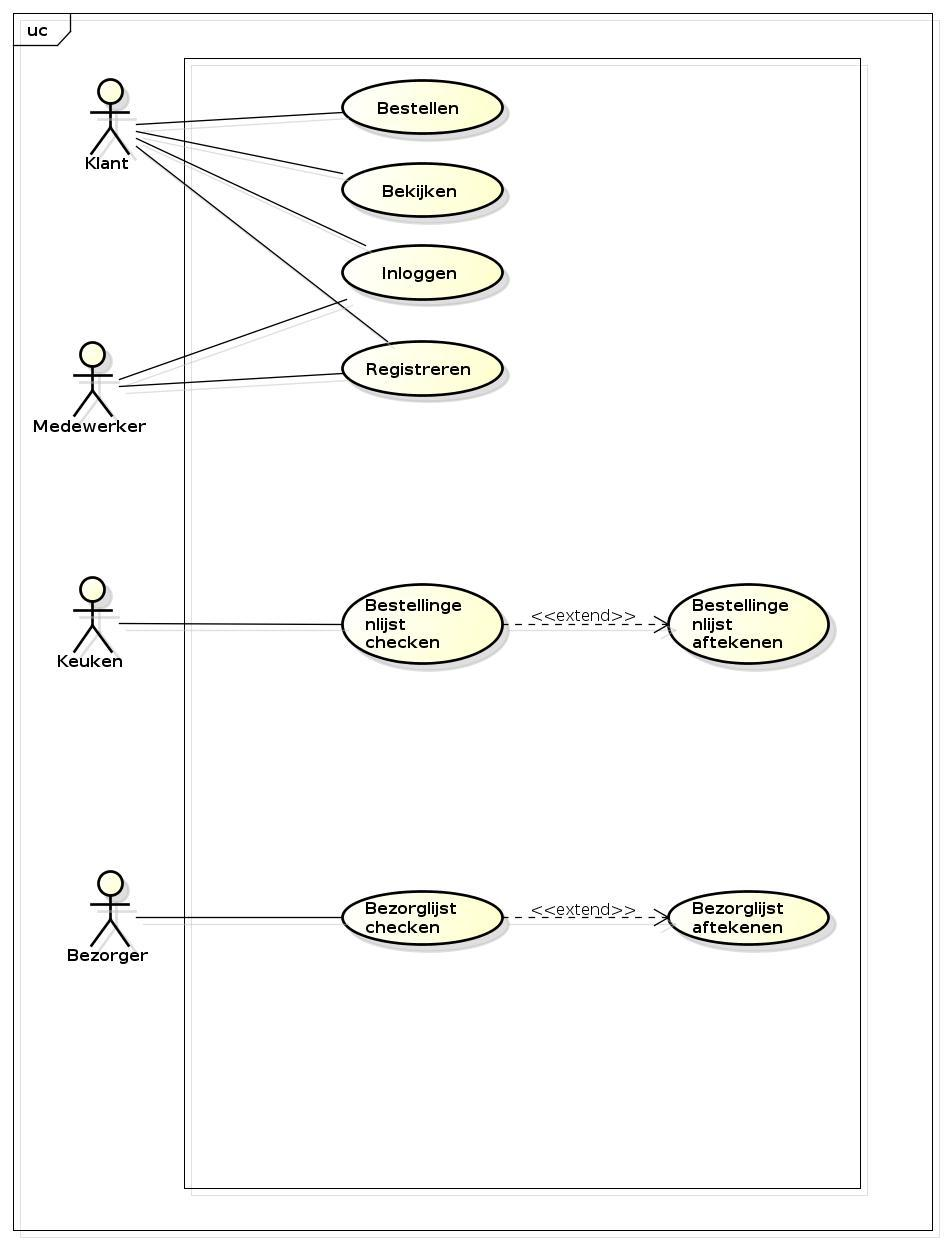 uc
Bestellen
Klant
Bekijken
Inloggen
Registreren
Medewerker
Bestellinge
nlijst
checken
<<extend>>
Bestellinge
nlijst
aftekenen
Keuken
Bezorglijst
checken
<<extend>>
Bezorglijst
aftekenen
Bezorger